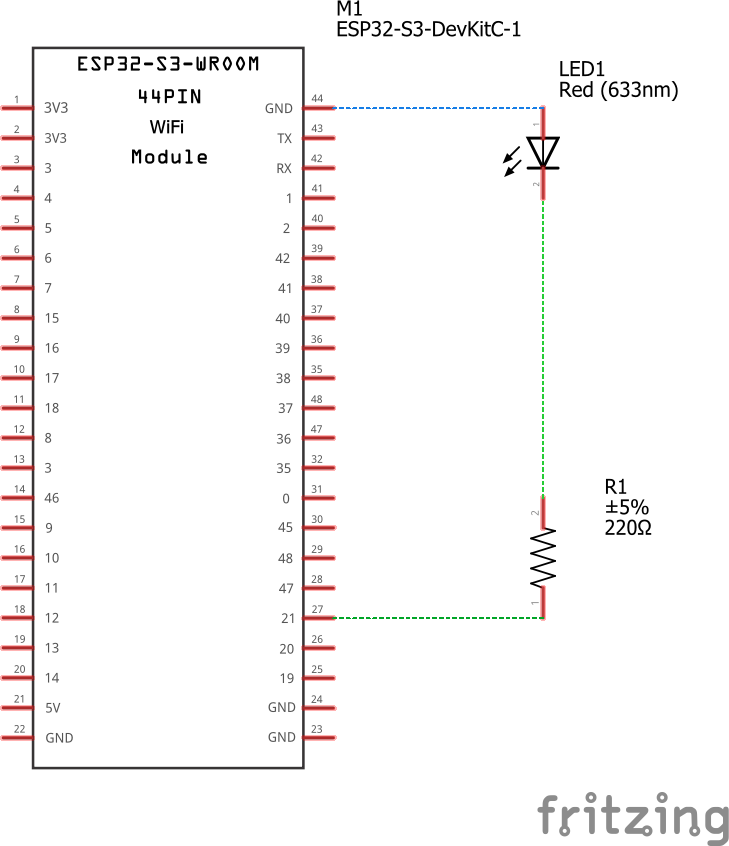 M1
ESP32-S3-DevKitC-1
ESP32-S3-WROOM
44PIN
WiFi
Module
LED1
Red (633nm)
1
2
1 3V3 GND 44
2 3V3 TX 43
3 3 RX 42
4 4 1 41
5 5 2 40
6 6 42 39
7 7 41 38
8 15 40 37
9 16 39 36
10 17 38 35
11 18 37 48
12 8 36 47
13 3 35 32
14 46 0 31
15 9 45 30
16 10 48 29
17 11 47 28
18 12 21 27
19 13 20 26
20 14 19 25
21 5V GND 24
22 GND GND 23
R1
±5%
220Ω
2
1
fritzing